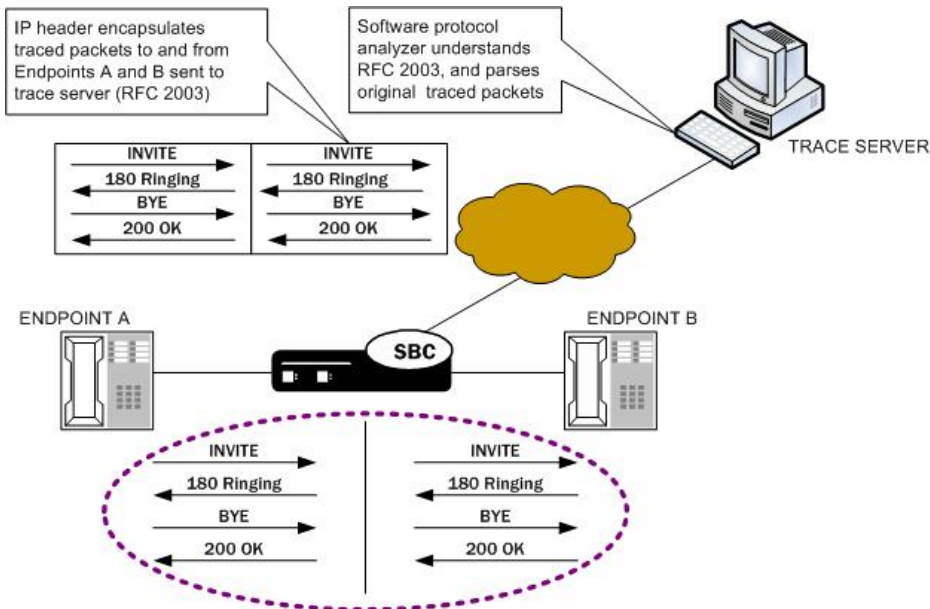 IP header encapsulates
traced packets to and from
Endpoints A and B sent to
trace server (RFC 2003)
Software protocol
analyzer understands
RFC 2003, and parses
original traced packets
TRACE SERVER
INVITE
180 Ringing
BYE
200 OK
INVITE
180 Ringing
BYE
200 OK
ENDPOINT A
SBC
ENDPOINT B
INVITE
180 Ringing
BYE
200 OK
INVITE
180 Ringing
BYE
200 OK